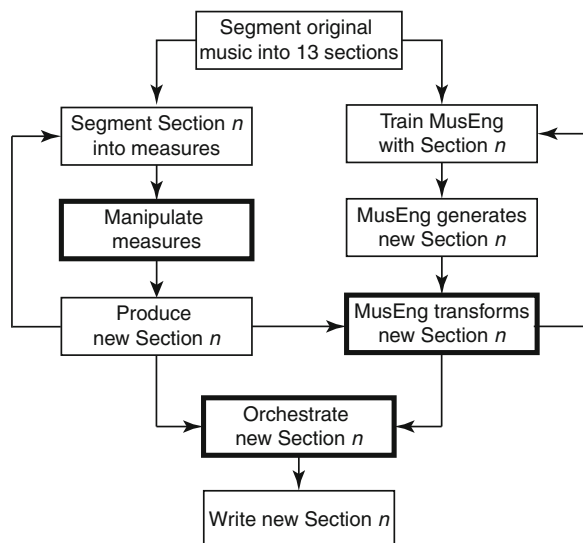 Segment original
music into 13 sections
Segment Section n
into measures
Train MusEng
with Section n
Manipulate
measures
MusEng generates
new Section n
Produce
new Section n
MusEng transforms
new Section n
Orchestrate
new Section n
Write new Section n